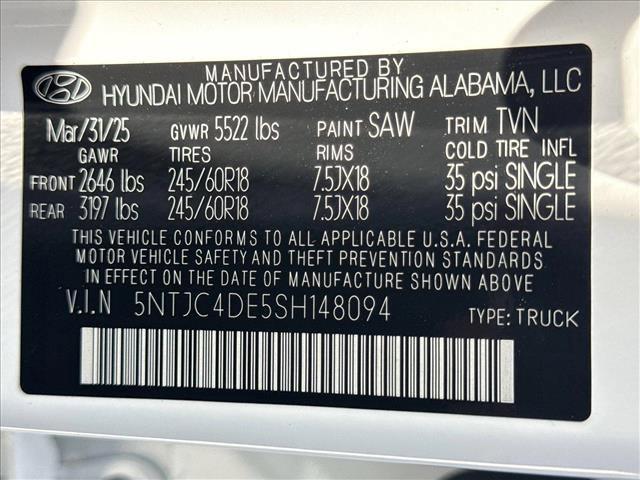 MANUFACTURED BY
HYUNDAI MOTOR MANUFACTURING ALABAMA, LLC
Mar/31/25 GVWR 5522 lbs PAINT SAW TRIM TVN
GAWR TIRES RIMS COLD TIRE INFL
FRONT 2646 lbs 245/60R18 7.5JX18 35 psi SINGLE
REAR 3197 lbs 245/60R18 7.5JX18 35 psi SINGLE
THIS VEHICLE CONFORMS TO ALL APPLICABLE U.S.A. FEDERAL
MOTOR VEHICLE SAFETY AND THEFT PREVENTION STANDARDS
IN EFFECT ON THE DATE OF MANUFACTURE SHOWN ABOVE
V.I.N 5NTJC4DE5SH148094 TYPE: TRUCK